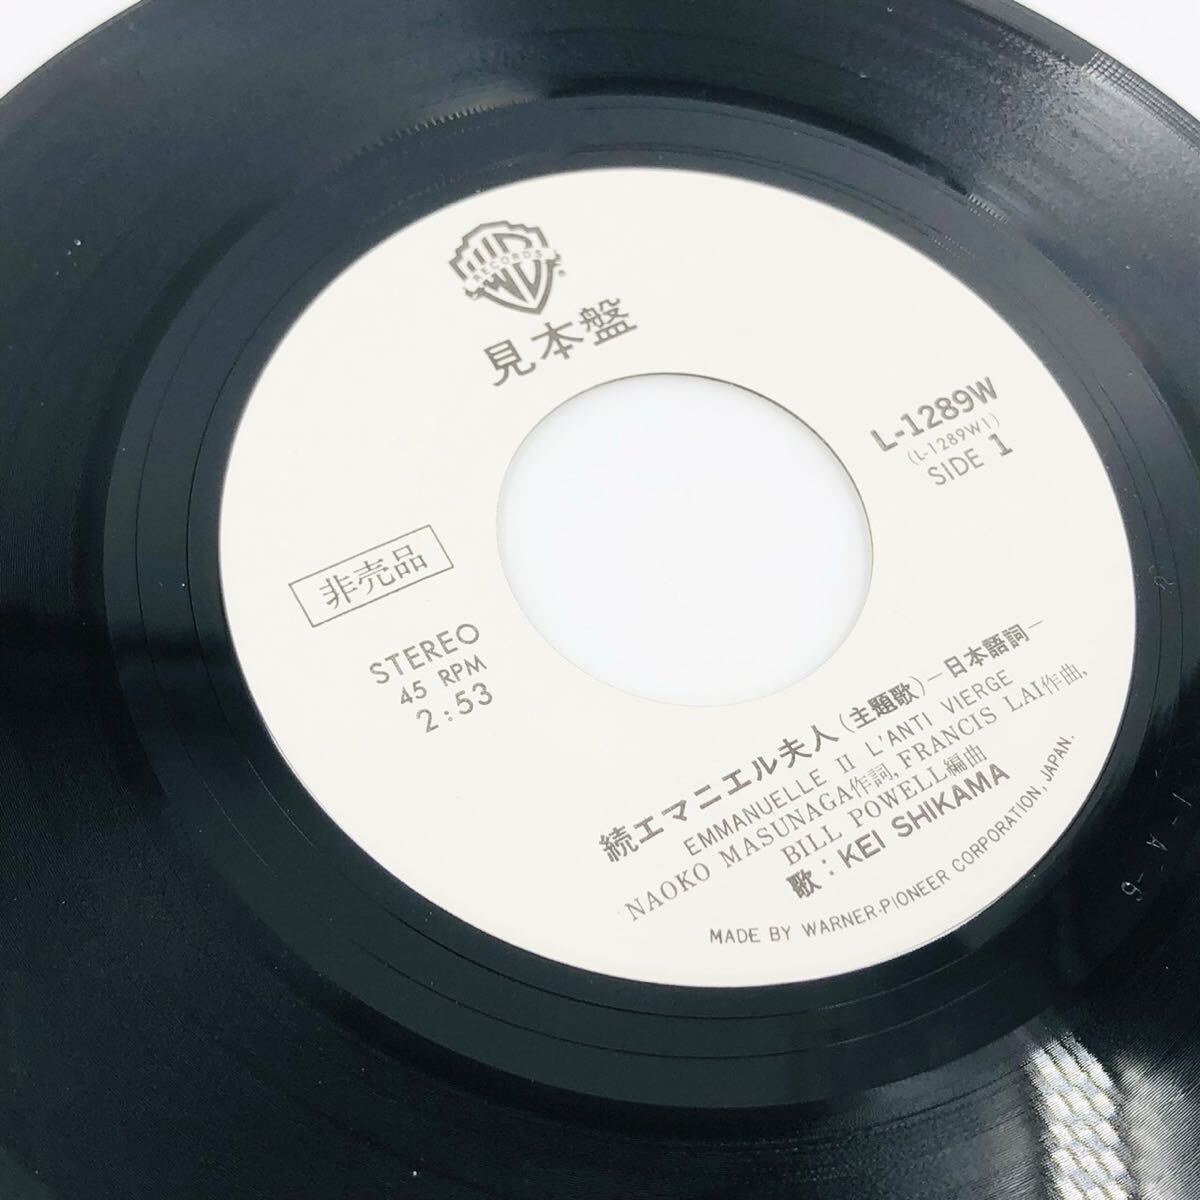 RECORDS
見本盤
L-1289W
(L-1289W1)
SIDE 1
非売品
STEREO
45 RPM
2:53
続エマニエル夫人(主題歌)—日本語詞—
EMMANUELLE II L'ANTI VIERGE
NAOKO MASUNAGA作詞, FRANCIS LAI作曲,
BILL POWELL編曲
歌:KEI SHIKAMA
MADE BY WARNER-PIONEER CORPORATION, JAPAN.
1-A-6